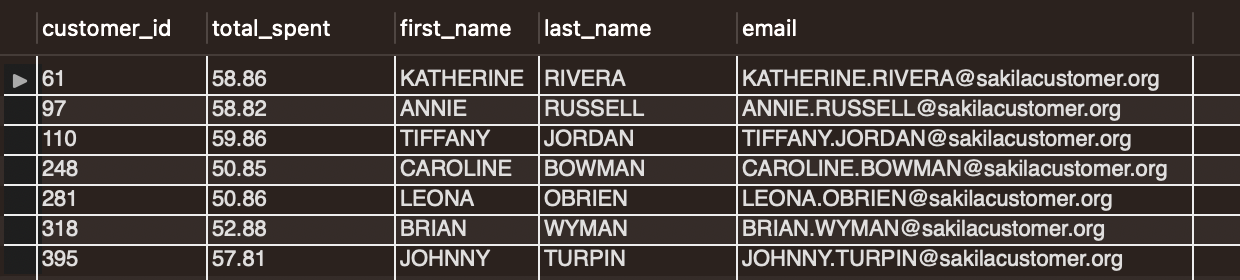 customer_id total_spent first_name last_name email
61 58.86 KATHERINE RIVERA KATHERINE.RIVERA@sakilacustomer.org
97 58.82 ANNIE RUSSELL ANNIE.RUSSELL@sakilacustomer.org
110 59.86 TIFFANY JORDAN TIFFANY.JORDAN@sakilacustomer.org
248 50.85 CAROLINE BOWMAN CAROLINE.BOWMAN@sakilacustomer.org
281 50.86 LEONA OBRIEN LEONA.OBRIEN@sakilacustomer.org
318 52.88 BRIAN WYMAN BRIAN.WYMAN@sakilacustomer.org
395 57.81 JOHNNY TURPIN JOHNNY.TURPIN@sakilacustomer.org